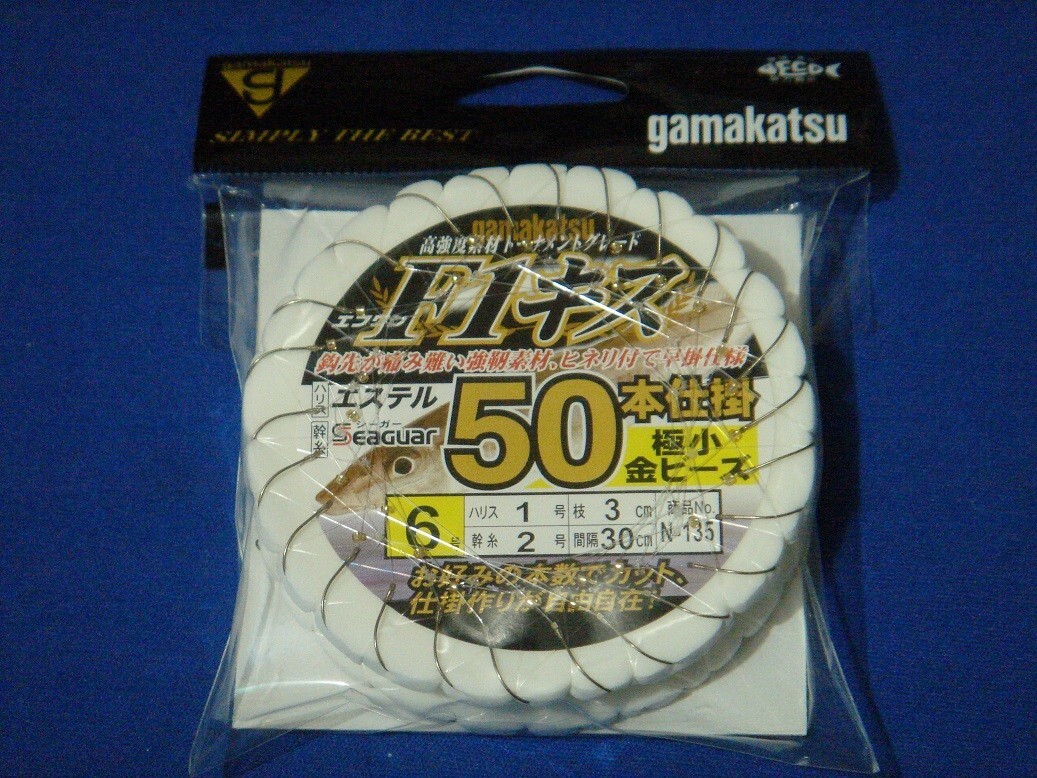 gamakatsu
G
SIMPLY THE BEST
gamakatsu
gamakatsu
高強度素材トーナメントグレード
F1キス
エフワン
鈎先が痛み難い強靭素材、ヒネリ付で早掛仕様
ハリス エステル
幹糸 シーガー Seaguar
50本仕掛
極小
金ビーズ
6号
ハリス 1 号 枝 3 cm 商品No.
幹糸 2 号 間隔 30 cm N-135
お好みの本数でカット、
仕掛作りが自由自在!